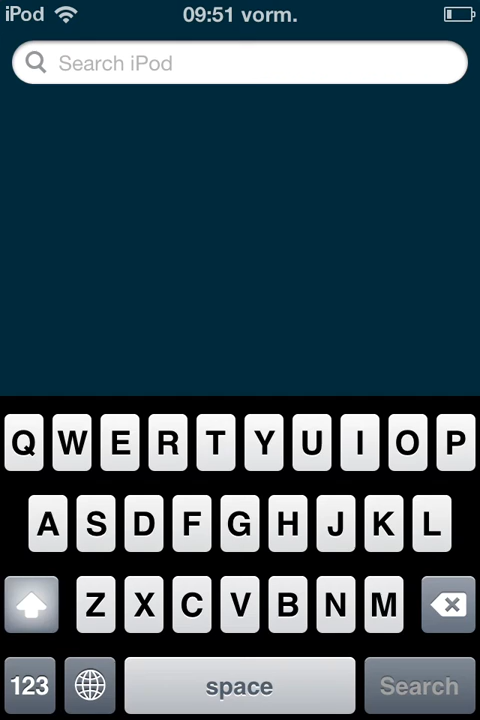 iPod 09:51 vorm.
Search iPod
Q W E R T Y U I O P
A S D F G H J K L
Z X C V B N M
123 space Search